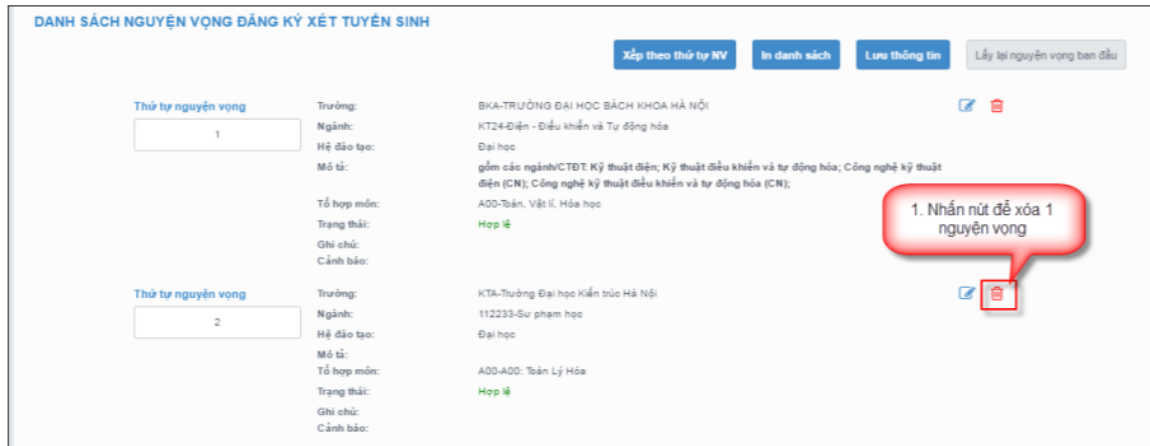 DANH SÁCH NGUYỆN VỌNG ĐĂNG KÝ XÉT TUYỂN SINH
Xếp theo thứ tự NV In danh sách Lưu thông tin Lấy lại nguyện vọng ban đầu
Thứ tự nguyện vọng
1
Trường: BKA-TRƯỜNG ĐẠI HỌC BÁCH KHOA HÀ NỘI
Ngành: KT24-Điện - Điều khiển và Tự động hóa
Hệ đào tạo: Đại học
Mô tả: gồm các ngành/CTĐT: Kỹ thuật điện; Kỹ thuật điều khiển và tự động hóa; Công nghệ kỹ thuật
điện (CN); Công nghệ kỹ thuật điều khiển và tự động hóa (CN);
Tổ hợp môn: A00-Toán, Vật lí, Hóa học
Trạng thái: Hợp lệ
Ghi chú:
Cảnh báo:
1. Nhấn nút để xóa 1
nguyện vọng
Thứ tự nguyện vọng
2
Trường: KTA-Trường Đại học Kiến trúc Hà Nội
Ngành: 112233-Sư phạm học
Hệ đào tạo: Đại học
Mô tả:
Tổ hợp môn: A00-A00: Toán Lý Hóa
Trạng thái: Hợp lệ
Ghi chú:
Cảnh báo: